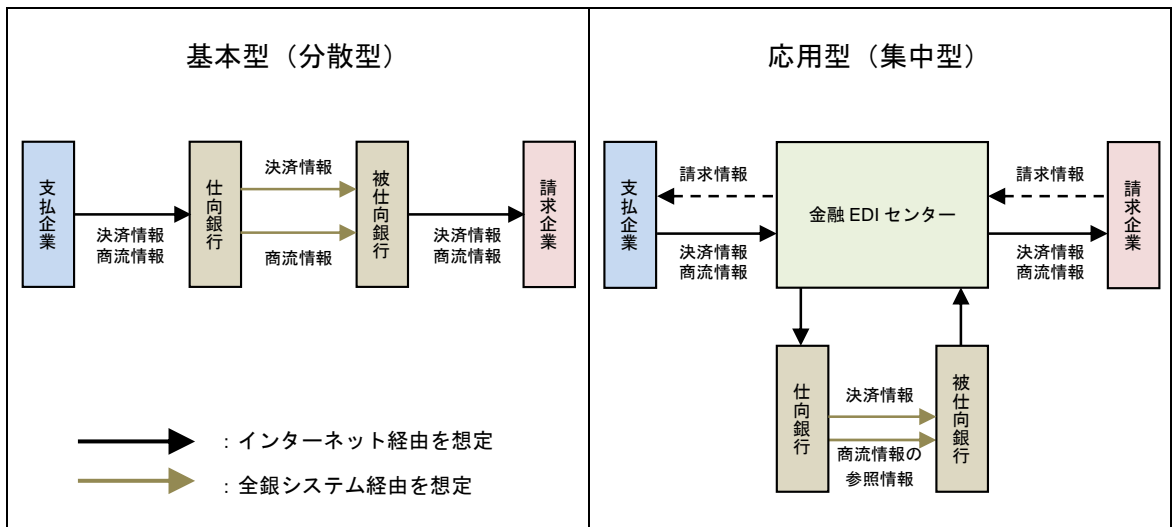 基本型（分散型）
支払企業
決済情報
商流情報
仕向銀行
決済情報
商流情報
被仕向銀行
決済情報
商流情報
請求企業
：インターネット経由を想定
：全銀システム経由を想定
応用型（集中型）
支払企業
請求情報
決済情報
商流情報
金融 EDI センター
請求情報
決済情報
商流情報
請求企業
仕向銀行
決済情報
商流情報の
参照情報
被仕向銀行